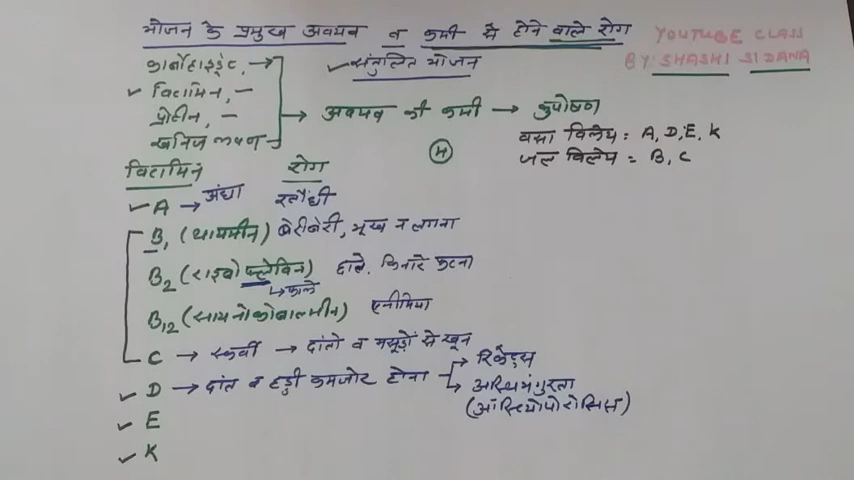 भोजन के प्रमुख अवयव व कमी से होने वाले रोग
YOUTUBE CLASS
BY: SHASHI SIDANA
कार्बोहाइड्रेट, →
संतुलित भोजन
विटामिन, -
प्रोटीन, -
खनिज लवण -
→ अवयव की कमी → कुपोषण
वसा विलेय : A, D, E, K
जल विलेय = B, C
H
विटामिन रोग
A → अंधा रतौंधी
B₁ (थायमीन) बेरीबेरी, भूख न लगना
B₂ (राइबोफ्लेविन) छाले, किनारे फटना
↳ छाले
B₁₂ (सायनोकोबालमीन) एनीमिया
C → स्कर्वी → दांतो व मसूड़ों से खून
D → दांत व हड्डी कमजोर होना → रिकेट्स
→ अस्थिभंगुरता
(ऑस्टियोपोरोसिस)
E
K